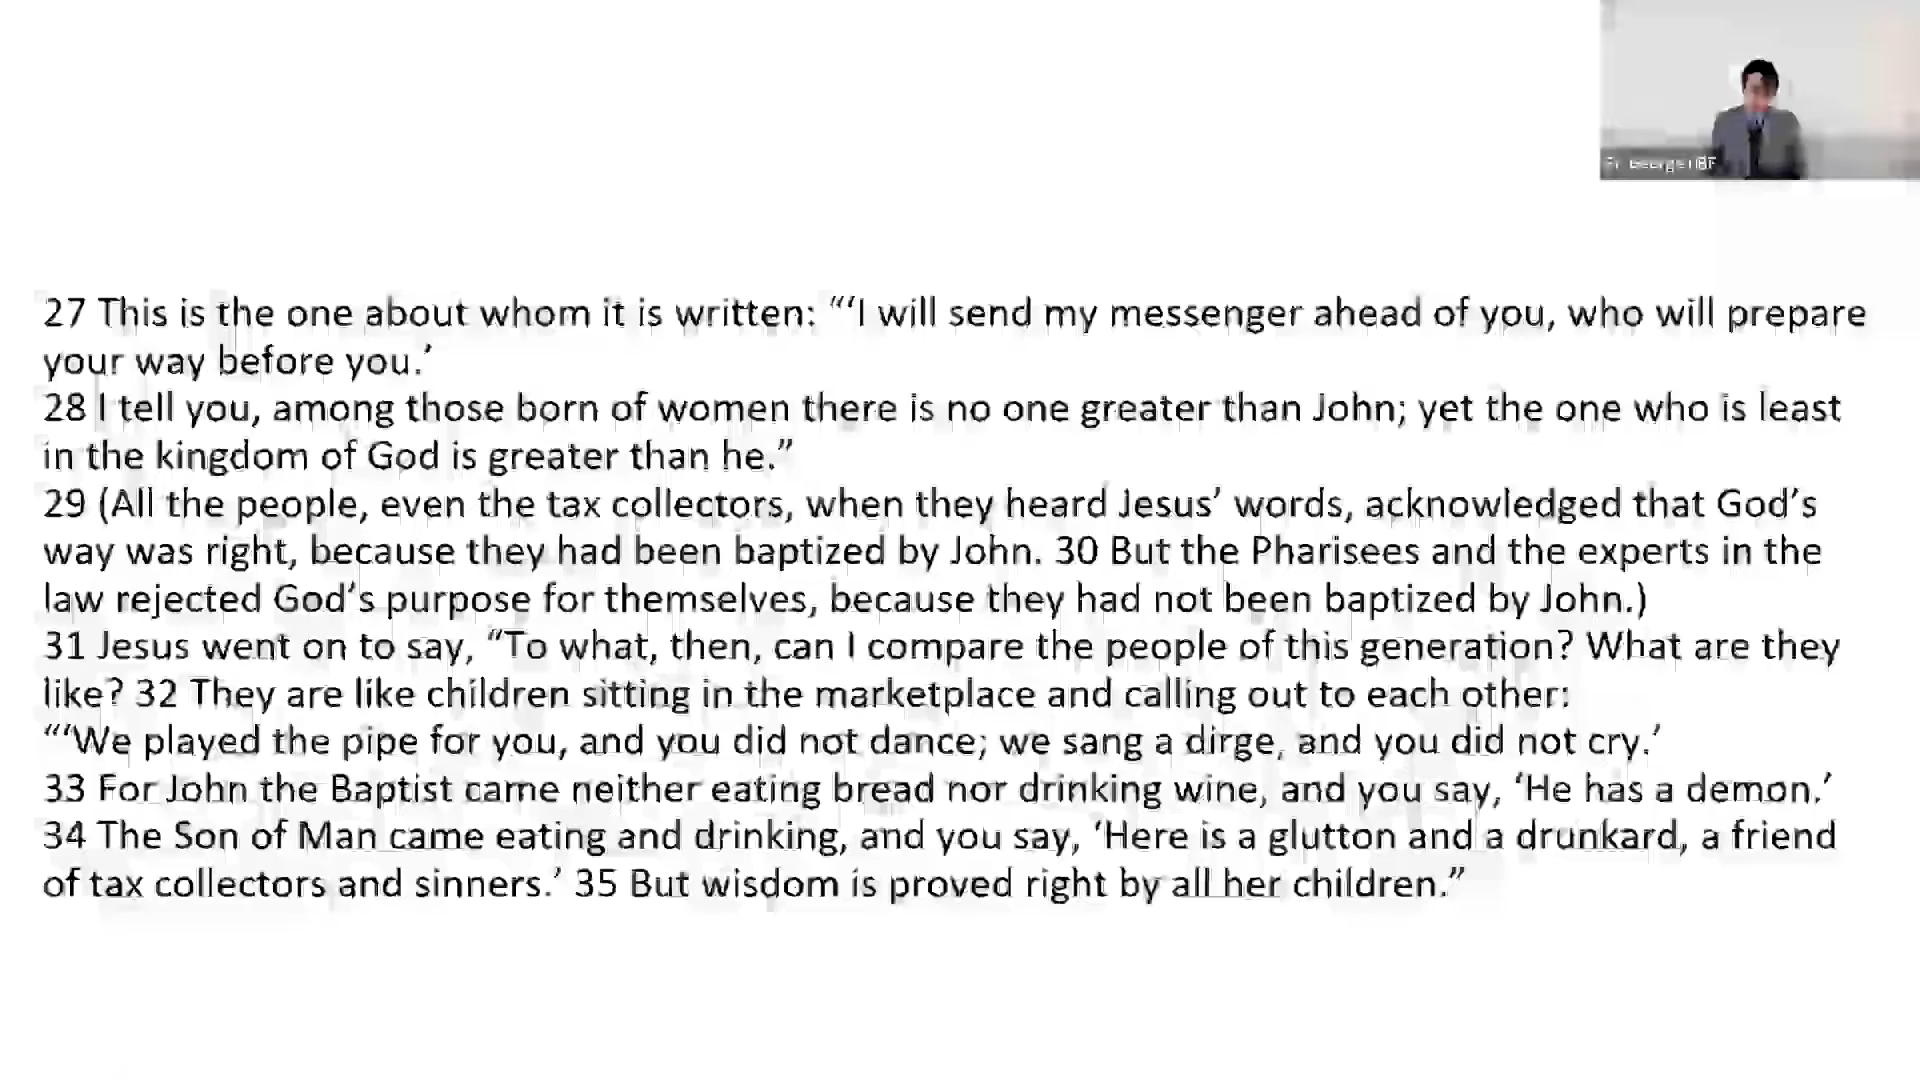 George
27 This is the one about whom it is written: “‘I will send my messenger ahead of you, who will prepare
your way before you.’
28 I tell you, among those born of women there is no one greater than John; yet the one who is least
in the kingdom of God is greater than he.”
29 (All the people, even the tax collectors, when they heard Jesus’ words, acknowledged that God’s
way was right, because they had been baptized by John. 30 But the Pharisees and the experts in the
law rejected God’s purpose for themselves, because they had not been baptized by John.)
31 Jesus went on to say, “To what, then, can I compare the people of this generation? What are they
like? 32 They are like children sitting in the marketplace and calling out to each other:
“‘We played the pipe for you, and you did not dance; we sang a dirge, and you did not cry.’
33 For John the Baptist came neither eating bread nor drinking wine, and you say, ‘He has a demon.’
34 The Son of Man came eating and drinking, and you say, ‘Here is a glutton and a drunkard, a friend
of tax collectors and sinners.’ 35 But wisdom is proved right by all her children.”